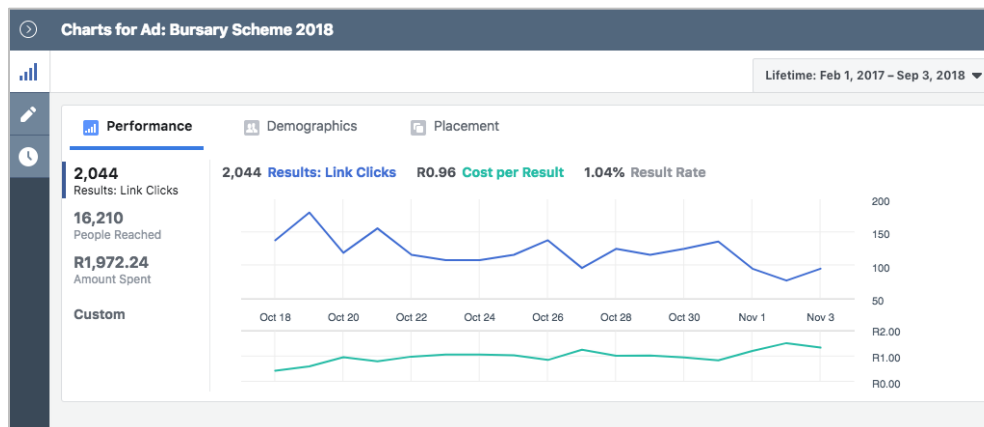 Charts for Ad: Bursary Scheme 2018
Lifetime: Feb 1, 2017 – Sep 3, 2018
Performance Demographics Placement
2,044
Results: Link Clicks
16,210
People Reached
R1,972.24
Amount Spent
Custom
2,044 Results: Link Clicks R0.96 Cost per Result 1.04% Result Rate
200
150
100
50
Oct 18 Oct 20 Oct 22 Oct 24 Oct 26 Oct 28 Oct 30 Nov 1 Nov 3
R2.00
R1.00
R0.00